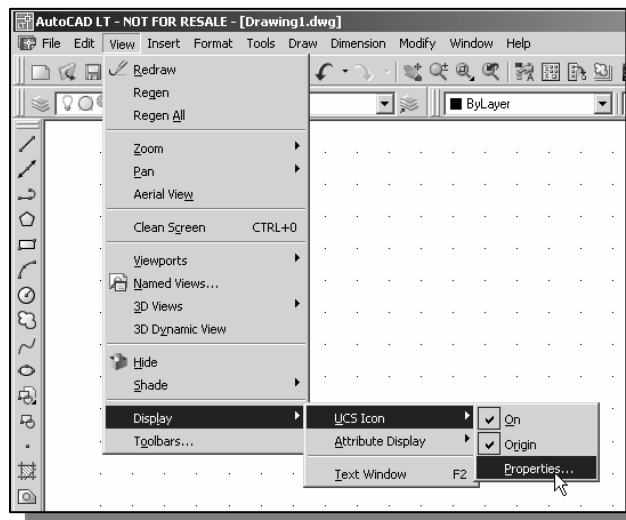 AutoCAD LT - NOT FOR RESALE - [Drawing1.dwg]
File Edit View Insert Format Tools Draw Dimension Modify Window Help
Redraw
Regen
Regen All
ByLayer
Zoom
Pan
Aerial View
Clean Screen CTRL+0
Viewports
Named Views...
3D Views
3D Dynamic View
Hide
Shade
Display
Toolbars...
UCS Icon
Attribute Display
Text Window F2
On
Origin
Properties...